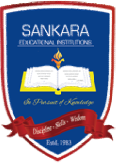 SANKARA
EDUCATIONAL INSTITUTIONS
In Pursuit of Knowledge
Discipline - Skills - Wisdom
Estd. 1983